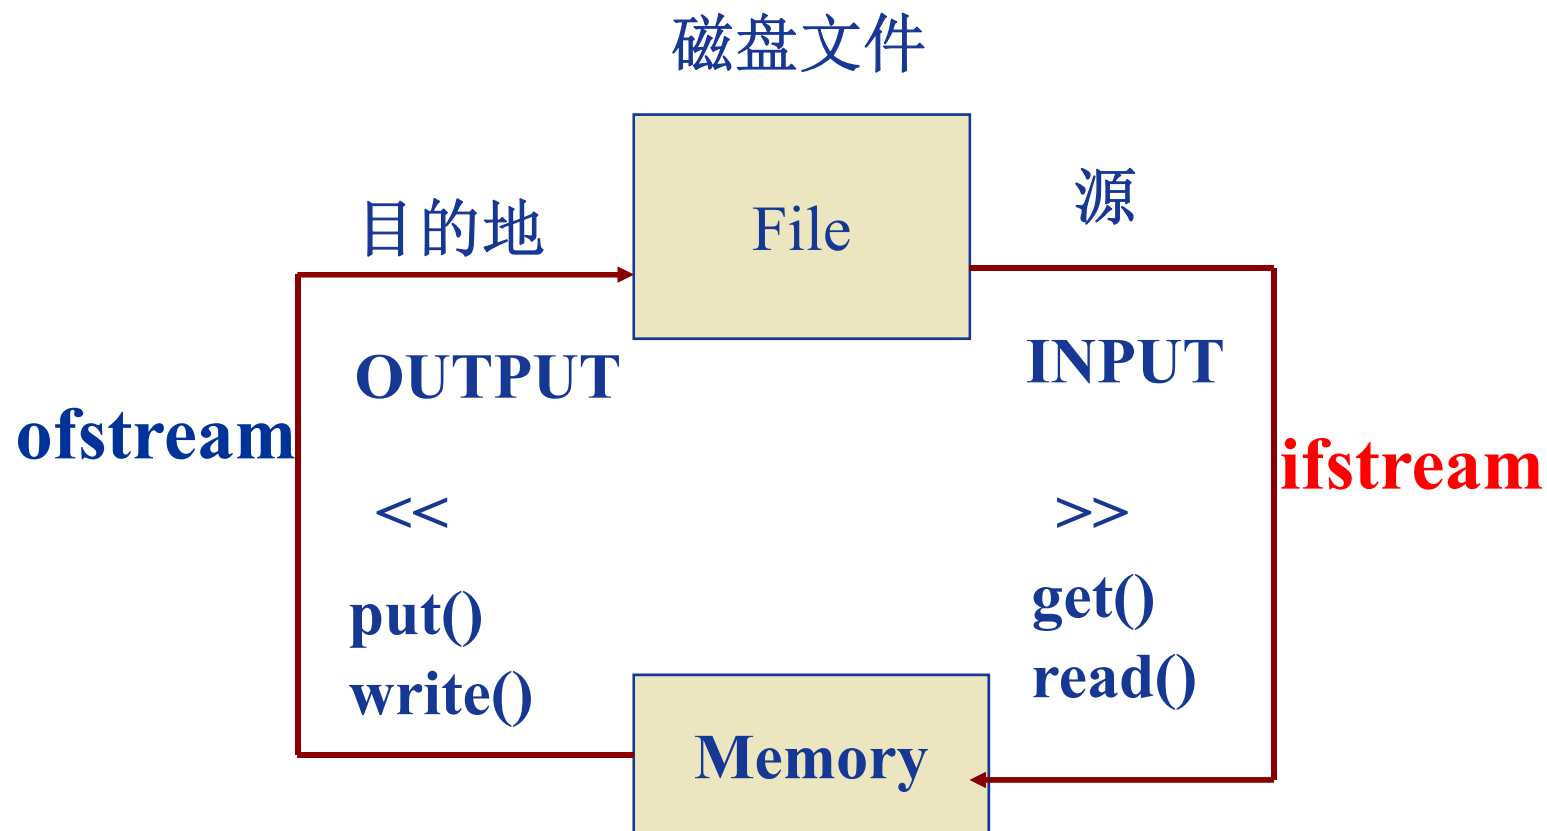 磁盘文件
File
目的地
源
OUTPUT
INPUT
ofstream
ifstream
<<
>>
put()
get()
write()
read()
Memory